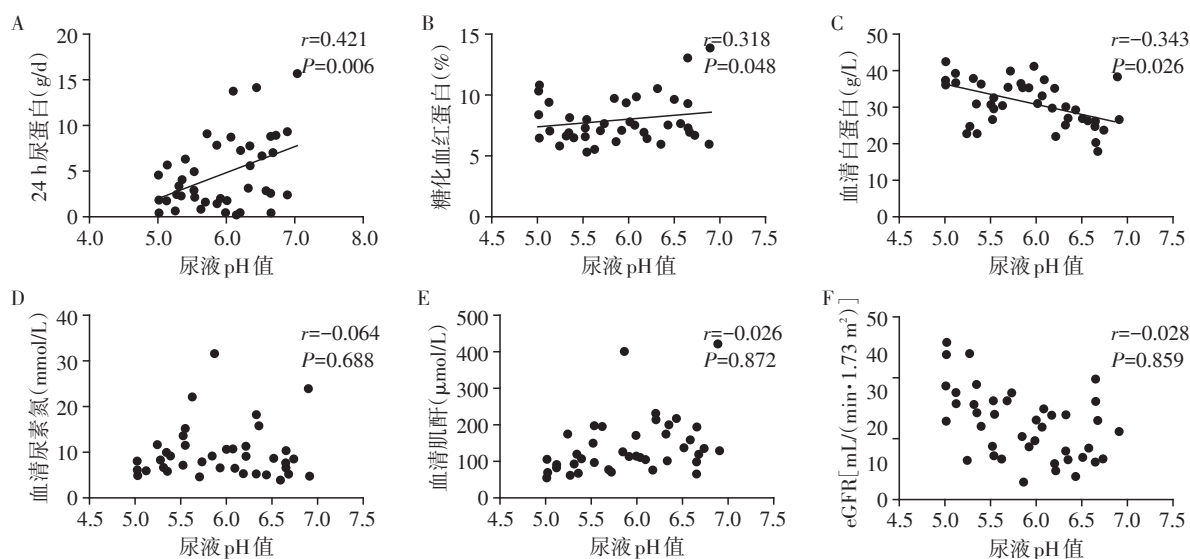 A
r=0.421
P=0.006
24 h尿蛋白(g/d)
20
15
10
5
0
4.0 5.0 6.0 7.0 8.0
尿液pH值
B
r=0.318
P=0.048
糖化血红蛋白(%)
15
10
5
0
4.5 5.0 5.5 6.0 6.5 7.0 7.5
尿液pH值
C
r=−0.343
P=0.026
血清白蛋白(g/L)
50
40
30
20
10
0
4.5 5.0 5.5 6.0 6.5 7.0 7.5
尿液pH值
D
r=−0.064
P=0.688
血清尿素氮(mmol/L)
40
30
20
10
0
4.5 5.0 5.5 6.0 6.5 7.0 7.5
尿液pH值
E
r=−0.026
P=0.872
血清肌酐(μmol/L)
500
400
300
200
100
0
4.5 5.0 5.5 6.0 6.5 7.0 7.5
尿液pH值
F
r=−0.028
P=0.859
eGFR[mL/(min·1.73 m²)]
50
40
30
20
10
0
4.5 5.0 5.5 6.0 6.5 7.0 7.5
尿液pH值